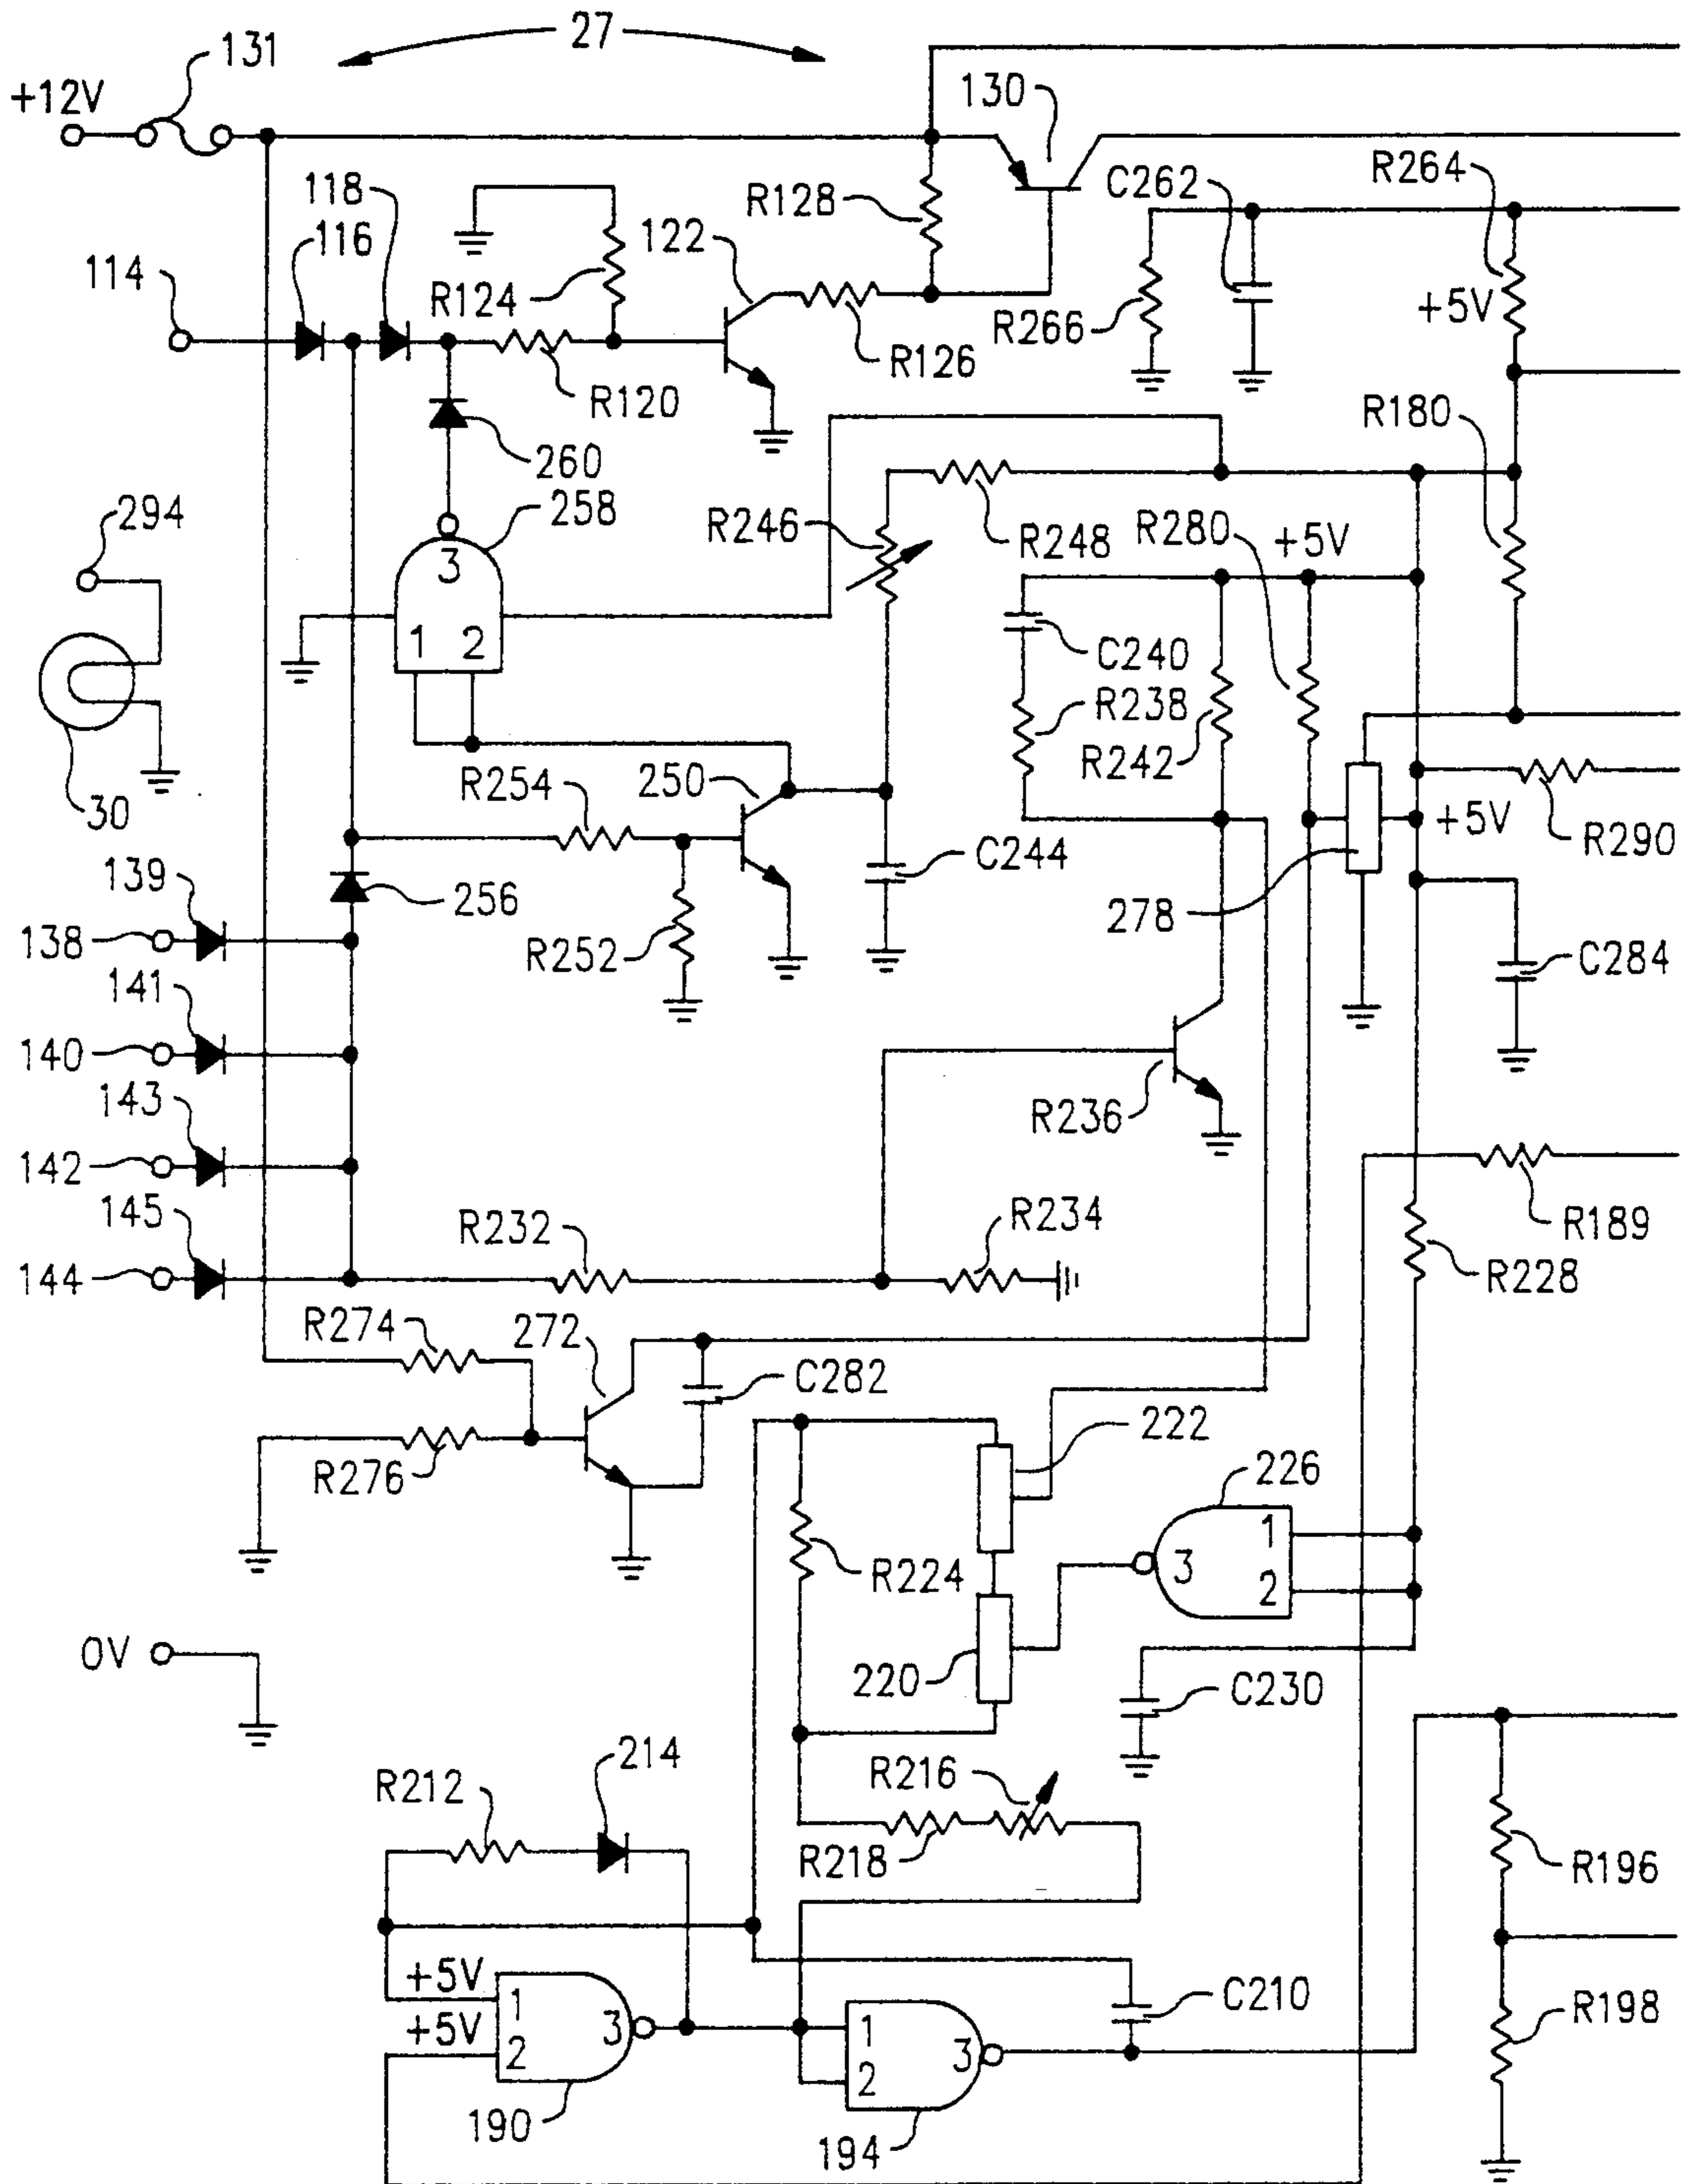 27
131
+12V
130
R264
118
C262
R128
116
122
114
R124
+5V
R266
R126
R120
R180
260
294
258
R246
R280
+5V
3
R248
1 2
C240
R238
R242
R254
250
30
+5V
R290
C244
139
256
278
138
R252
C284
141
140
143
R236
142
145
R234
R232
R189
144
R228
R274
272
C282
222
R276
226
1
R224
3
2
0V
220
C230
214
R212
R216
R218
R196
+5V
1
C210
+5V
3
1
R198
2
3
2
190
194